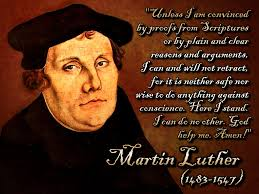 "Unless I am convinced
by proofs from Scriptures
or by plain and clear
reasons and arguments,
I can and will not retract,
for it is neither safe nor
wise to do anything against
conscience. Here I stand.
I can do no other. God
help me. Amen!"
Martin Luther
(1483-1547)